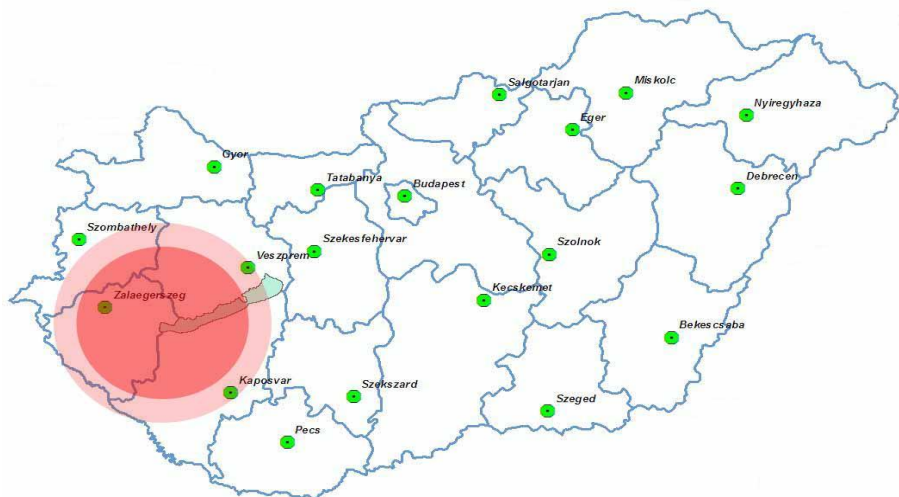 Salgotarjan
Miskolc
Nyiregyhaza
Eger
Gyor
Tatabanya
Budapest
Debrecen
Szombathely
Veszprem
Szekesfehervar
Szolnok
Zalaegerszeg
Kecskemet
Bekescsaba
Kaposvar
Szekszard
Szeged
Pecs